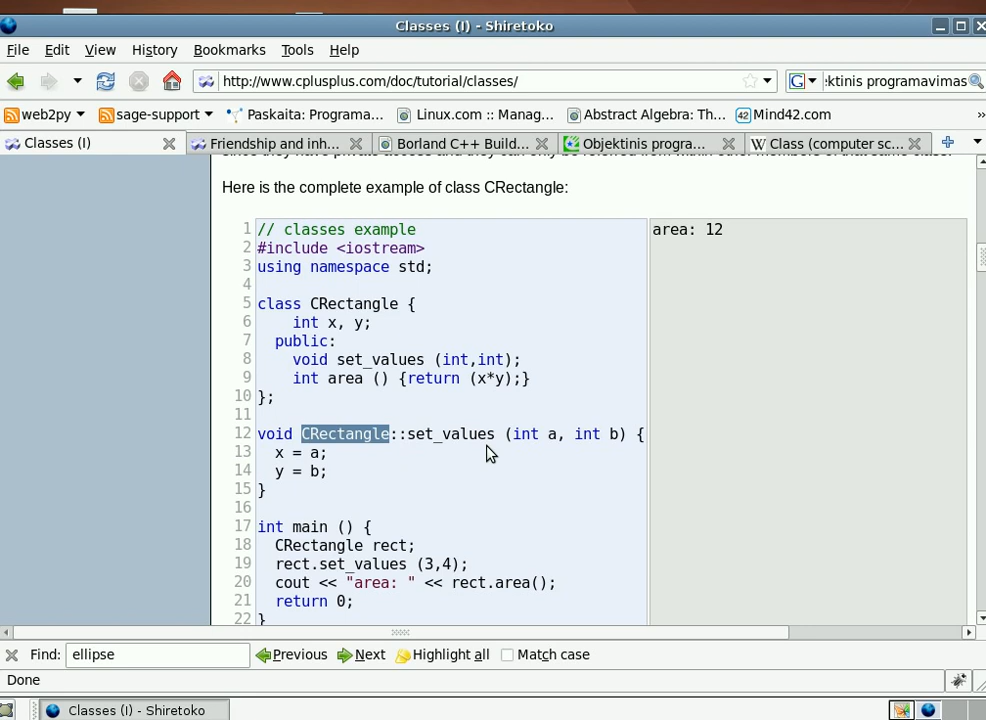 Classes (I) - Shiretoko
File Edit View History Bookmarks Tools Help
http://www.cplusplus.com/doc/tutorial/classes/
G programavimas
web2py sage-support Paskaita: Programa... Linux.com :: Manag... Abstract Algebra: Th... 42 Mind42.com »
Classes (I) Friendship and inh... Borland C++ Build... Objektinis progra... W Class (computer sc...
Here is the complete example of class CRectangle:
1 // classes example
2 #include <iostream>
3 using namespace std;
4
5 class CRectangle {
6 int x, y;
7 public:
8 void set_values (int,int);
9 int area () {return (x*y);}
10 };
11
12 void CRectangle::set_values (int a, int b) {
13 x = a;
14 y = b;
15 }
16
17 int main () {
18 CRectangle rect;
19 rect.set_values (3,4);
20 cout << "area: " << rect.area();
21 return 0;
22 }
area: 12
Find: ellipse Previous Next Highlight all Match case
Done
Classes (I) - Shiretoko